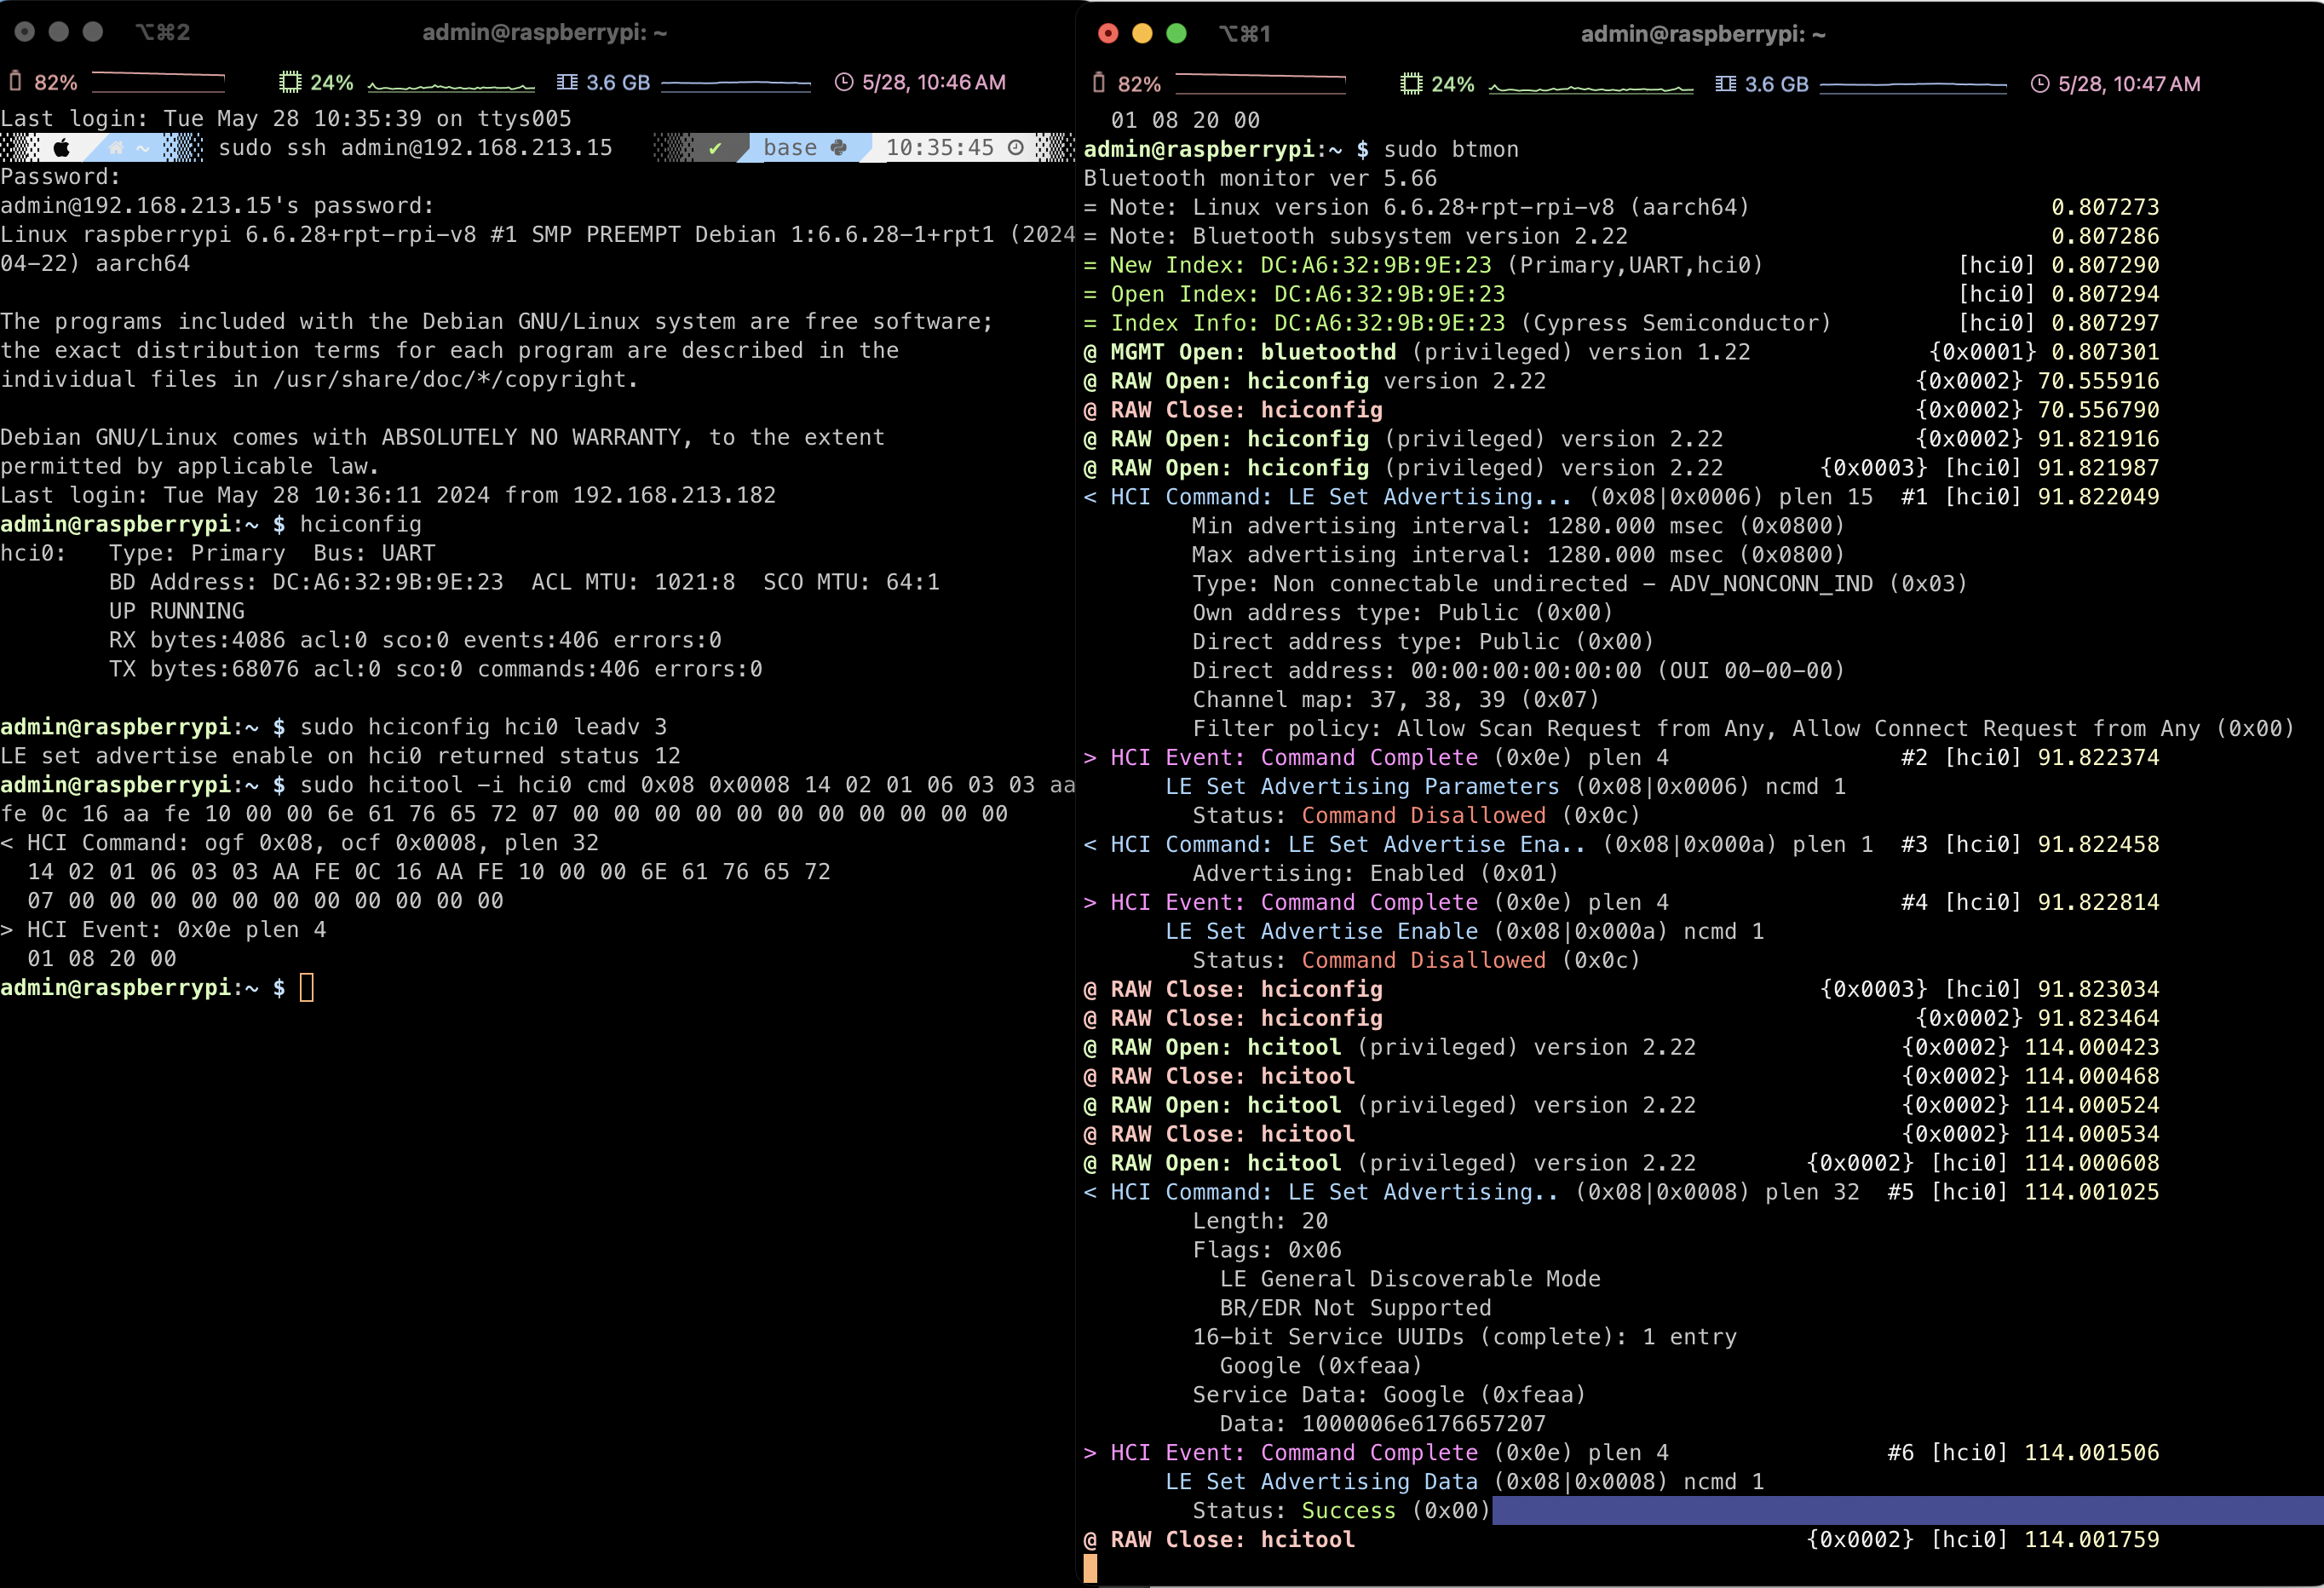 ⌥⌘2 admin@raspberrypi: ~
82% 24% 3.6 GB 5/28, 10:46 AM
Last login: Tue May 28 10:35:39 on ttys005
~ sudo ssh admin@192.168.213.15 ✔ base 10:35:45
Password:
admin@192.168.213.15's password:
Linux raspberrypi 6.6.28+rpt-rpi-v8 #1 SMP PREEMPT Debian 1:6.6.28-1+rpt1 (2024
04-22) aarch64
The programs included with the Debian GNU/Linux system are free software;
the exact distribution terms for each program are described in the
individual files in /usr/share/doc/*/copyright.
Debian GNU/Linux comes with ABSOLUTELY NO WARRANTY, to the extent
permitted by applicable law.
Last login: Tue May 28 10:36:11 2024 from 192.168.213.182
admin@raspberrypi:~ $ hciconfig
hci0:   Type: Primary  Bus: UART
        BD Address: DC:A6:32:9B:9E:23  ACL MTU: 1021:8  SCO MTU: 64:1
        UP RUNNING
        RX bytes:4086 acl:0 sco:0 events:406 errors:0
        TX bytes:68076 acl:0 sco:0 commands:406 errors:0
admin@raspberrypi:~ $ sudo hciconfig hci0 leadv 3
LE set advertise enable on hci0 returned status 12
admin@raspberrypi:~ $ sudo hcitool -i hci0 cmd 0x08 0x0008 14 02 01 06 03 03 aa
fe 0c 16 aa fe 10 00 00 6e 61 76 65 72 07 00 00 00 00 00 00 00 00 00 00 00
< HCI Command: ogf 0x08, ocf 0x0008, plen 32
  14 02 01 06 03 03 AA FE 0C 16 AA FE 10 00 00 6E 61 76 65 72
  07 00 00 00 00 00 00 00 00 00 00 00
> HCI Event: 0x0e plen 4
  01 08 20 00
admin@raspberrypi:~ $
⌥⌘1 admin@raspberrypi: ~
82% 24% 3.6 GB 5/28, 10:47 AM
  01 08 20 00
admin@raspberrypi:~ $ sudo btmon
Bluetooth monitor ver 5.66
= Note: Linux version 6.6.28+rpt-rpi-v8 (aarch64) 0.807273
= Note: Bluetooth subsystem version 2.22 0.807286
= New Index: DC:A6:32:9B:9E:23 (Primary,UART,hci0) [hci0] 0.807290
= Open Index: DC:A6:32:9B:9E:23 [hci0] 0.807294
= Index Info: DC:A6:32:9B:9E:23 (Cypress Semiconductor) [hci0] 0.807297
@ MGMT Open: bluetoothd (privileged) version 1.22 {0x0001} 0.807301
@ RAW Open: hciconfig version 2.22 {0x0002} 70.555916
@ RAW Close: hciconfig {0x0002} 70.556790
@ RAW Open: hciconfig (privileged) version 2.22 {0x0002} 91.821916
@ RAW Open: hciconfig (privileged) version 2.22 {0x0003} [hci0] 91.821987
< HCI Command: LE Set Advertising... (0x08|0x0006) plen 15 #1 [hci0] 91.822049
        Min advertising interval: 1280.000 msec (0x0800)
        Max advertising interval: 1280.000 msec (0x0800)
        Type: Non connectable undirected - ADV_NONCONN_IND (0x03)
        Own address type: Public (0x00)
        Direct address type: Public (0x00)
        Direct address: 00:00:00:00:00:00 (OUI 00-00-00)
        Channel map: 37, 38, 39 (0x07)
        Filter policy: Allow Scan Request from Any, Allow Connect Request from Any (0x00)
> HCI Event: Command Complete (0x0e) plen 4 #2 [hci0] 91.822374
      LE Set Advertising Parameters (0x08|0x0006) ncmd 1
        Status: Command Disallowed (0x0c)
< HCI Command: LE Set Advertise Ena.. (0x08|0x000a) plen 1 #3 [hci0] 91.822458
        Advertising: Enabled (0x01)
> HCI Event: Command Complete (0x0e) plen 4 #4 [hci0] 91.822814
      LE Set Advertise Enable (0x08|0x000a) ncmd 1
        Status: Command Disallowed (0x0c)
@ RAW Close: hciconfig {0x0003} [hci0] 91.823034
@ RAW Close: hciconfig {0x0002} 91.823464
@ RAW Open: hcitool (privileged) version 2.22 {0x0002} 114.000423
@ RAW Close: hcitool {0x0002} 114.000468
@ RAW Open: hcitool (privileged) version 2.22 {0x0002} 114.000524
@ RAW Close: hcitool {0x0002} 114.000534
@ RAW Open: hcitool (privileged) version 2.22 {0x0002} [hci0] 114.000608
< HCI Command: LE Set Advertising.. (0x08|0x0008) plen 32 #5 [hci0] 114.001025
        Length: 20
        Flags: 0x06
          LE General Discoverable Mode
          BR/EDR Not Supported
        16-bit Service UUIDs (complete): 1 entry
          Google (0xfeaa)
        Service Data: Google (0xfeaa)
          Data: 1000006e6176657207
> HCI Event: Command Complete (0x0e) plen 4 #6 [hci0] 114.001506
      LE Set Advertising Data (0x08|0x0008) ncmd 1
        Status: Success (0x00)
@ RAW Close: hcitool {0x0002} [hci0] 114.001759